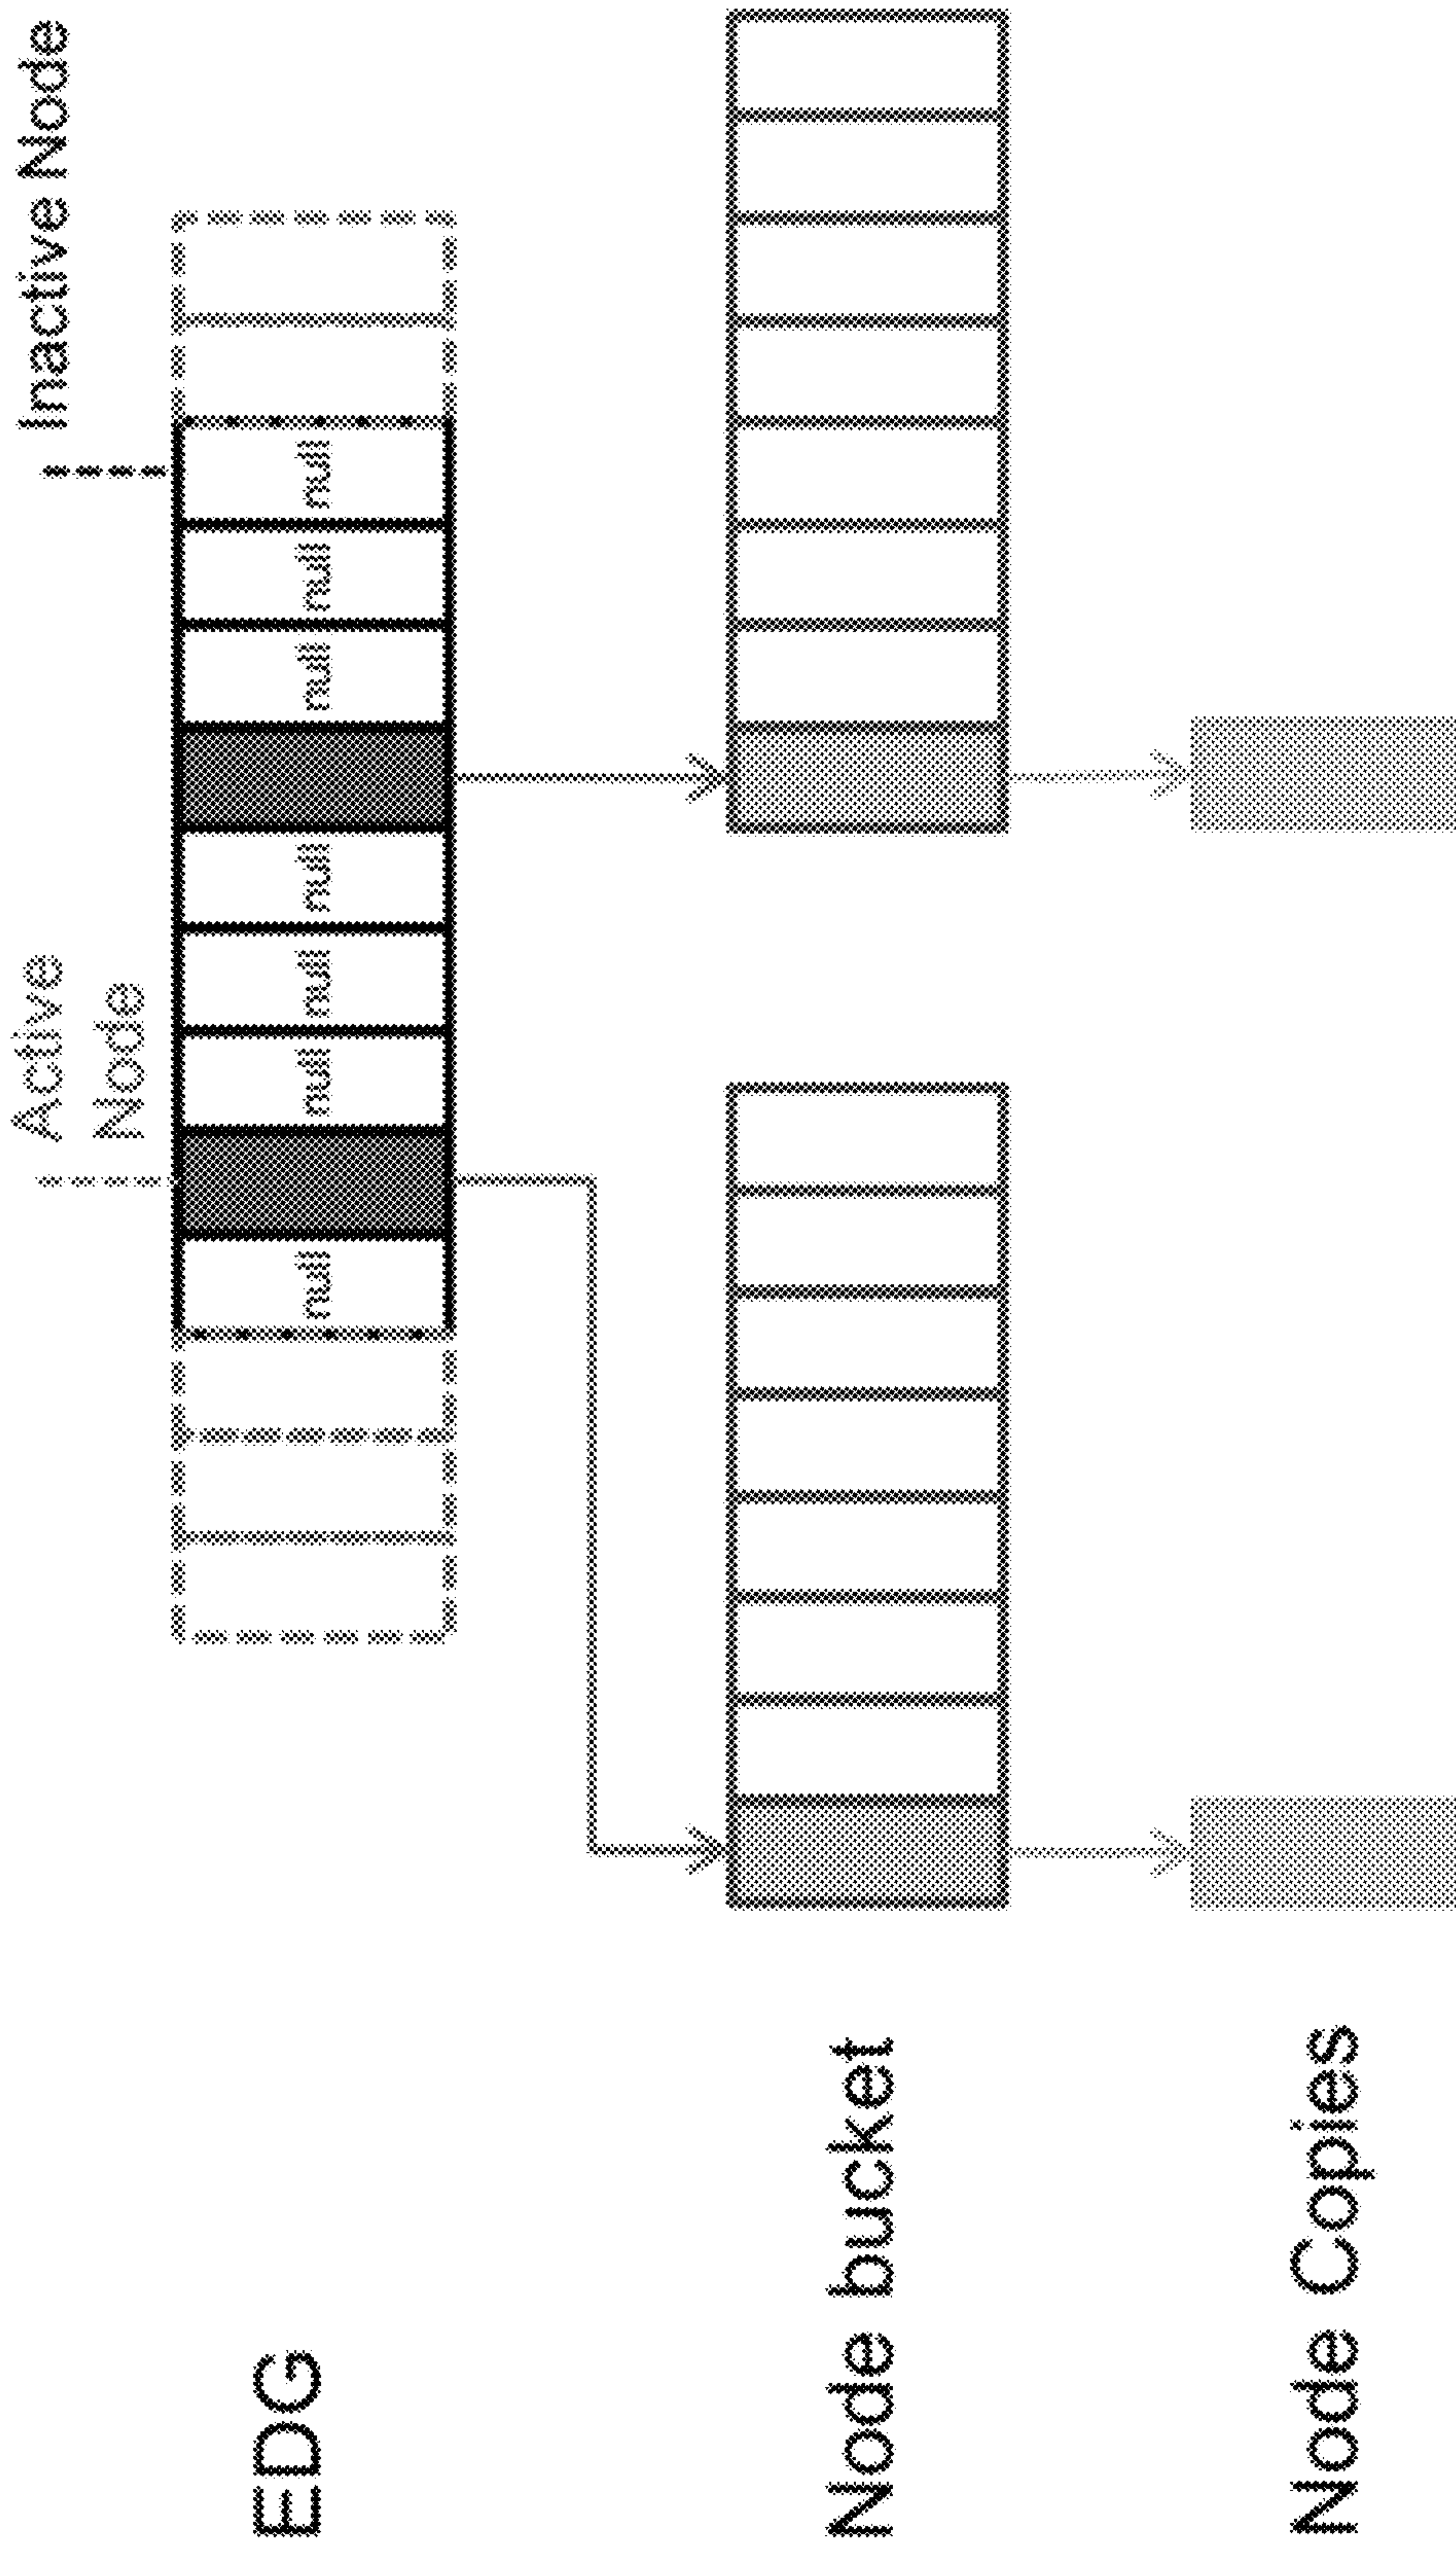 Active
Node
Inactive Node
EDG
null
null
null
null
null
null
null
Node bucket
Node Copies